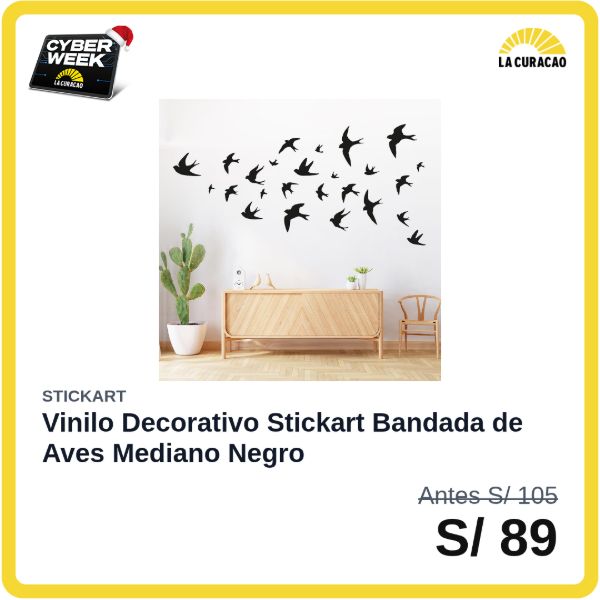 CYBER
WEEK
LA CURACAO
LA CURACAO
STICKART
Vinilo Decorativo Stickart Bandada de
Aves Mediano Negro
Antes S/ 105
S/ 89